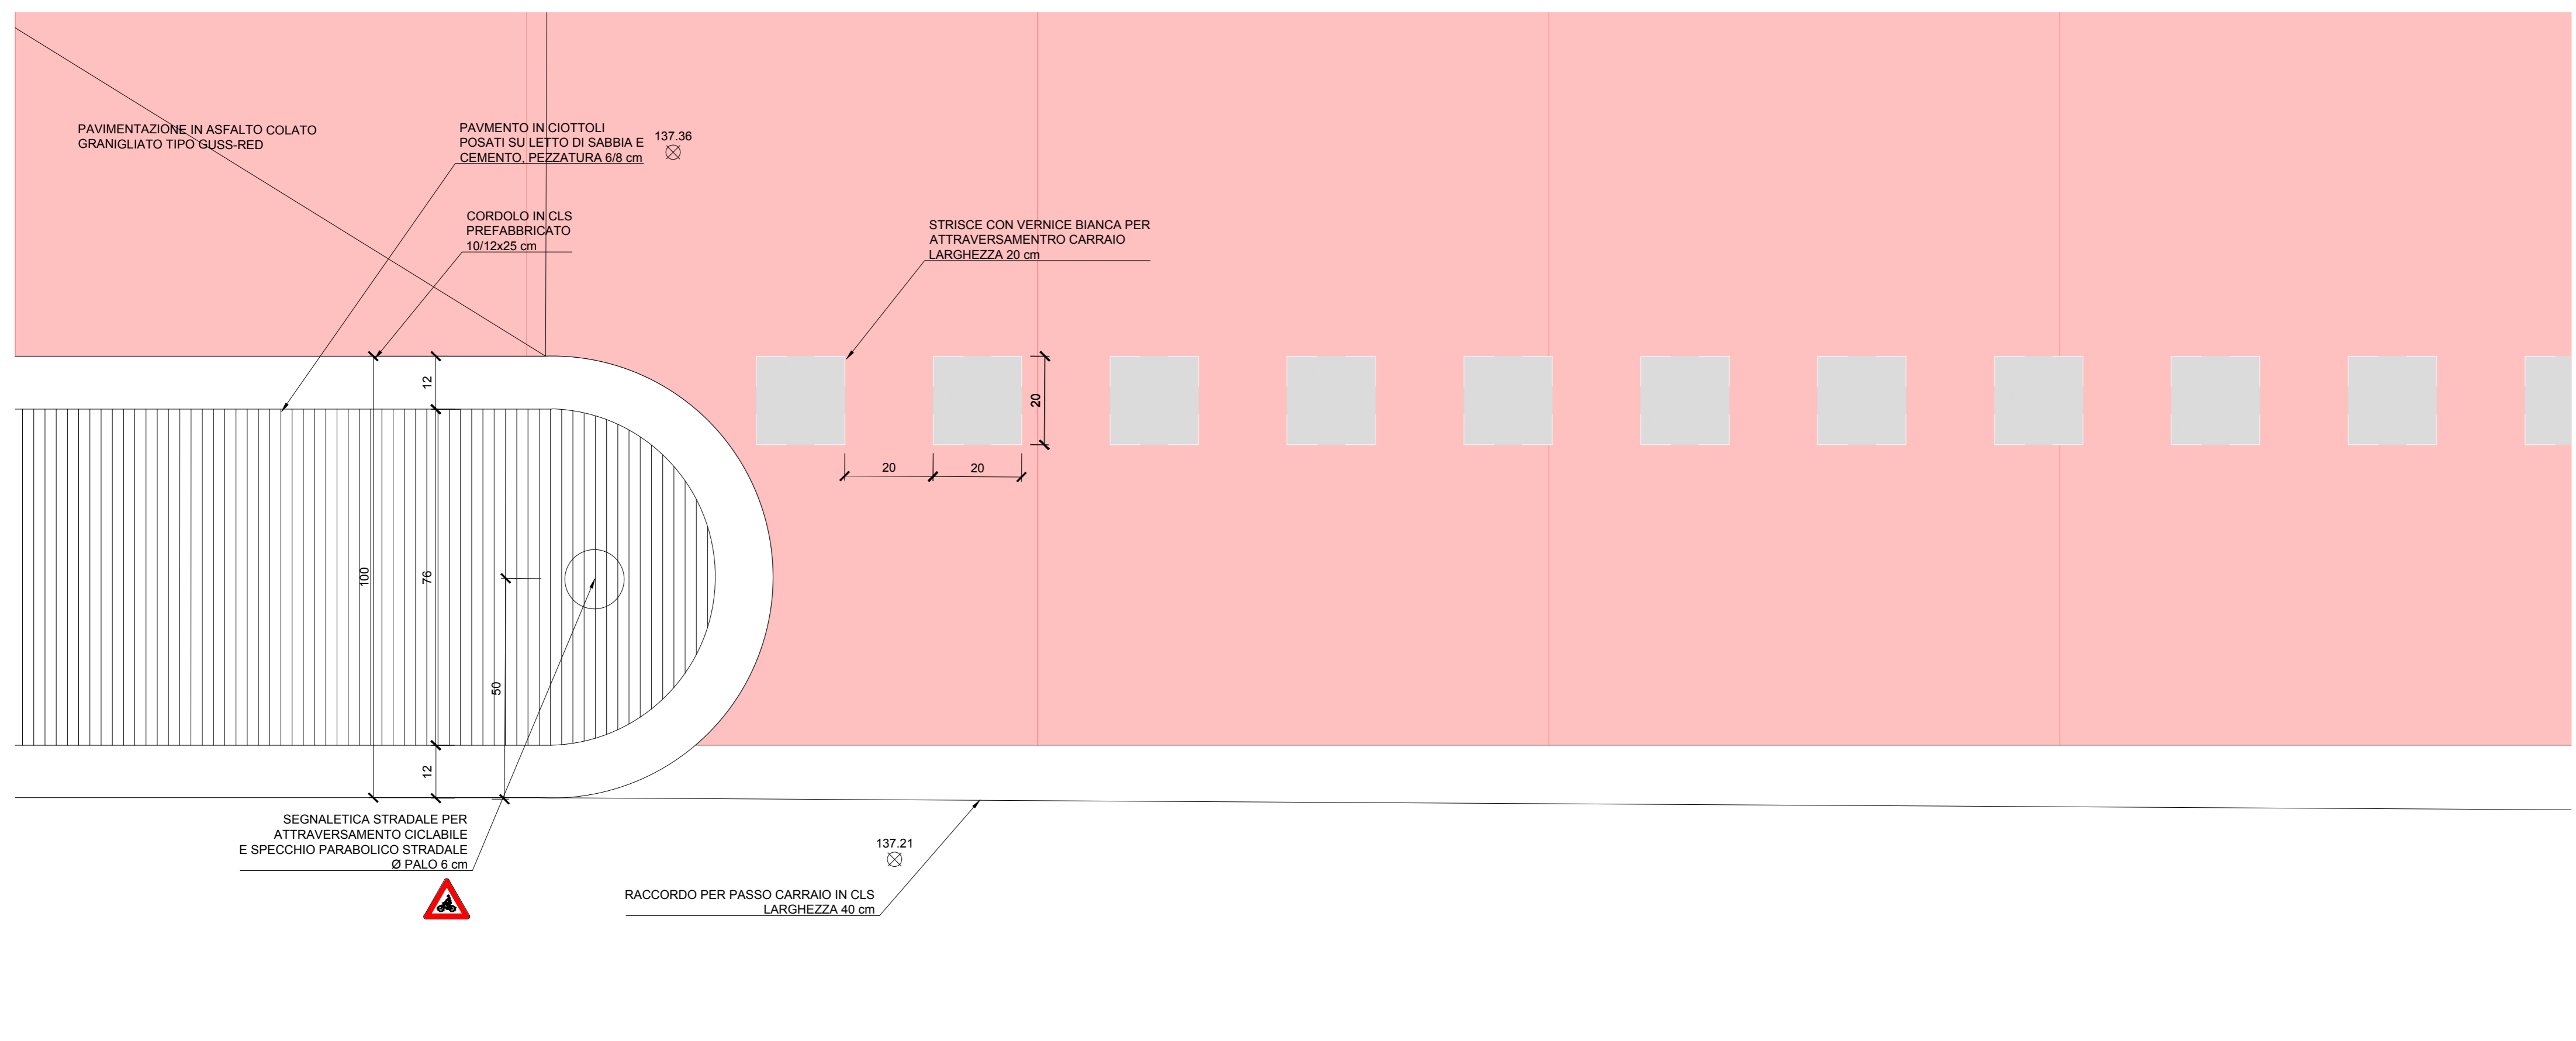 PAVIMENTAZIONE IN ASFALTO COLATO
GRANIGLIATO TIPO GUSS-RED
PAVMENTO IN CIOTTOLI
POSATI SU LETTO DI SABBIA E
CEMENTO, PEZZATURA 6/8 cm
137.36
CORDOLO IN CLS
PREFABBRICATO
10/12x25 cm
STRISCE CON VERNICE BIANCA PER
ATTRAVERSAMENTRO CARRAIO
LARGHEZZA 20 cm
12
20
20
20
100
76
50
12
SEGNALETICA STRADALE PER
ATTRAVERSAMENTO CICLABILE
E SPECCHIO PARABOLICO STRADALE
Ø PALO 6 cm
137.21
RACCORDO PER PASSO CARRAIO IN CLS
LARGHEZZA 40 cm